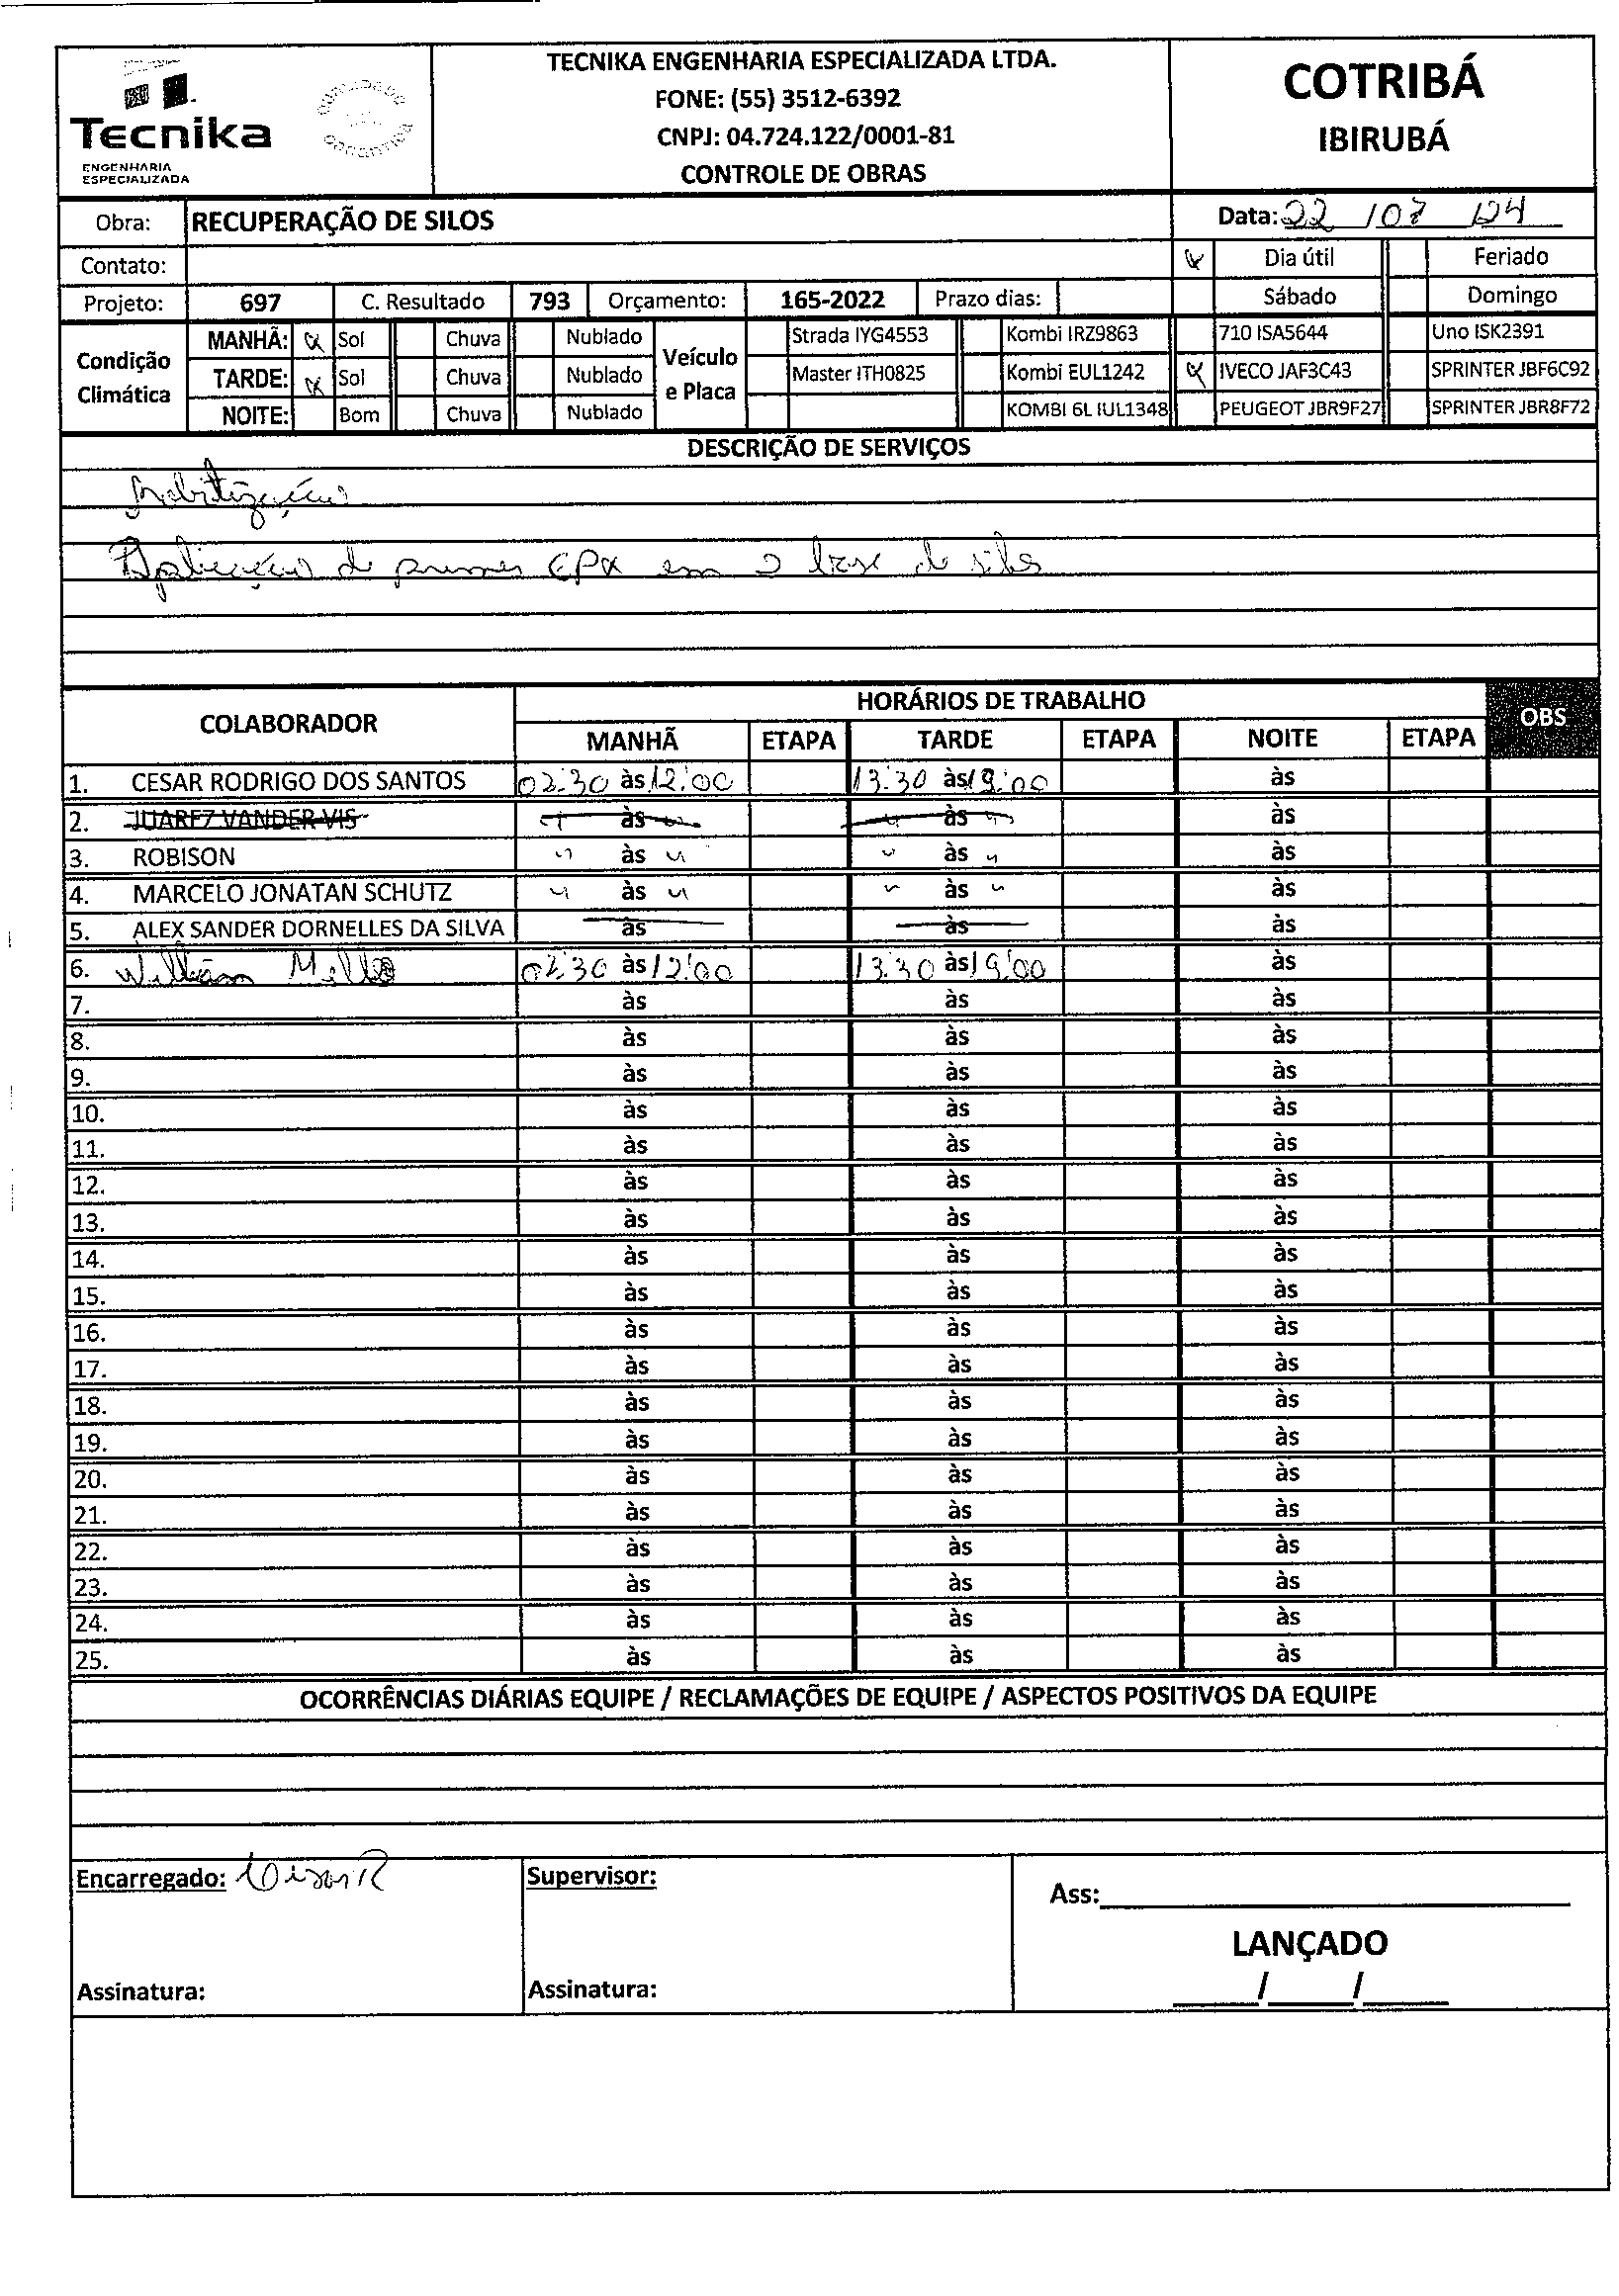 TECNIKA ENGENHARIA ESPECIALIZADA LTDA.
FONE: (55) 3512-6392
CNPJ: 04.724.122/0001-81
CONTROLE DE OBRAS
Tecnika
ENGENHARIA
ESPECIALIZADA
COTRIBÁ
IBIRUBÁ
Obra: RECUPERAÇÃO DE SILOS
Data: 22 /07 /24
Contato:
Dia útil Feriado
Projeto: 697 C. Resultado 793 Orçamento: 165-2022 Prazo dias: Sábado Domingo
Condição Climática
MANHÃ: Sol Chuva Nublado
TARDE: Sol Chuva Nublado
NOITE: Bom Chuva Nublado
Veículo e Placa
Strada IYG4553 Kombi IRZ9863 710 ISA5644 Uno ISK2391
Master ITH0825 Kombi EUL1242 IVECO JAF3C43 SPRINTER JBF6C92
KOMBI 6L IUL1348 PEUGEOT JBR9F27 SPRINTER JBR8F72
DESCRIÇÃO DE SERVIÇOS
Aplicação de primer EPX em 2 base de silos
COLABORADOR HORÁRIOS DE TRABALHO OBS
MANHÃ ETAPA TARDE ETAPA NOITE ETAPA
1. CESAR RODRIGO DOS SANTOS 07:30 às 12:00 13:30 às 19:00 às
2. JUAREZ VANDER VIS " às " " às " às
3. ROBISON " às " " às " às
4. MARCELO JONATAN SCHUTZ " às " " às " às
5. ALEX SANDER DORNELLES DA SILVA às às às
6. William 07:30 às 12:00 13:30 às 19:00 às
7. às às às
8. às às às
9. às às às
10. às às às
11. às às às
12. às às às
13. às às às
14. às às às
15. às às às
16. às às às
17. às às às
18. às às às
19. às às às
20. às às às
21. às às às
22. às às às
23. às às às
24. às às às
25. às às às
OCORRÊNCIAS DIÁRIAS EQUIPE / RECLAMAÇÕES DE EQUIPE / ASPECTOS POSITIVOS DA EQUIPE
Encarregado:
Supervisor:
Ass:
LANÇADO
Assinatura:
Assinatura:
/ /